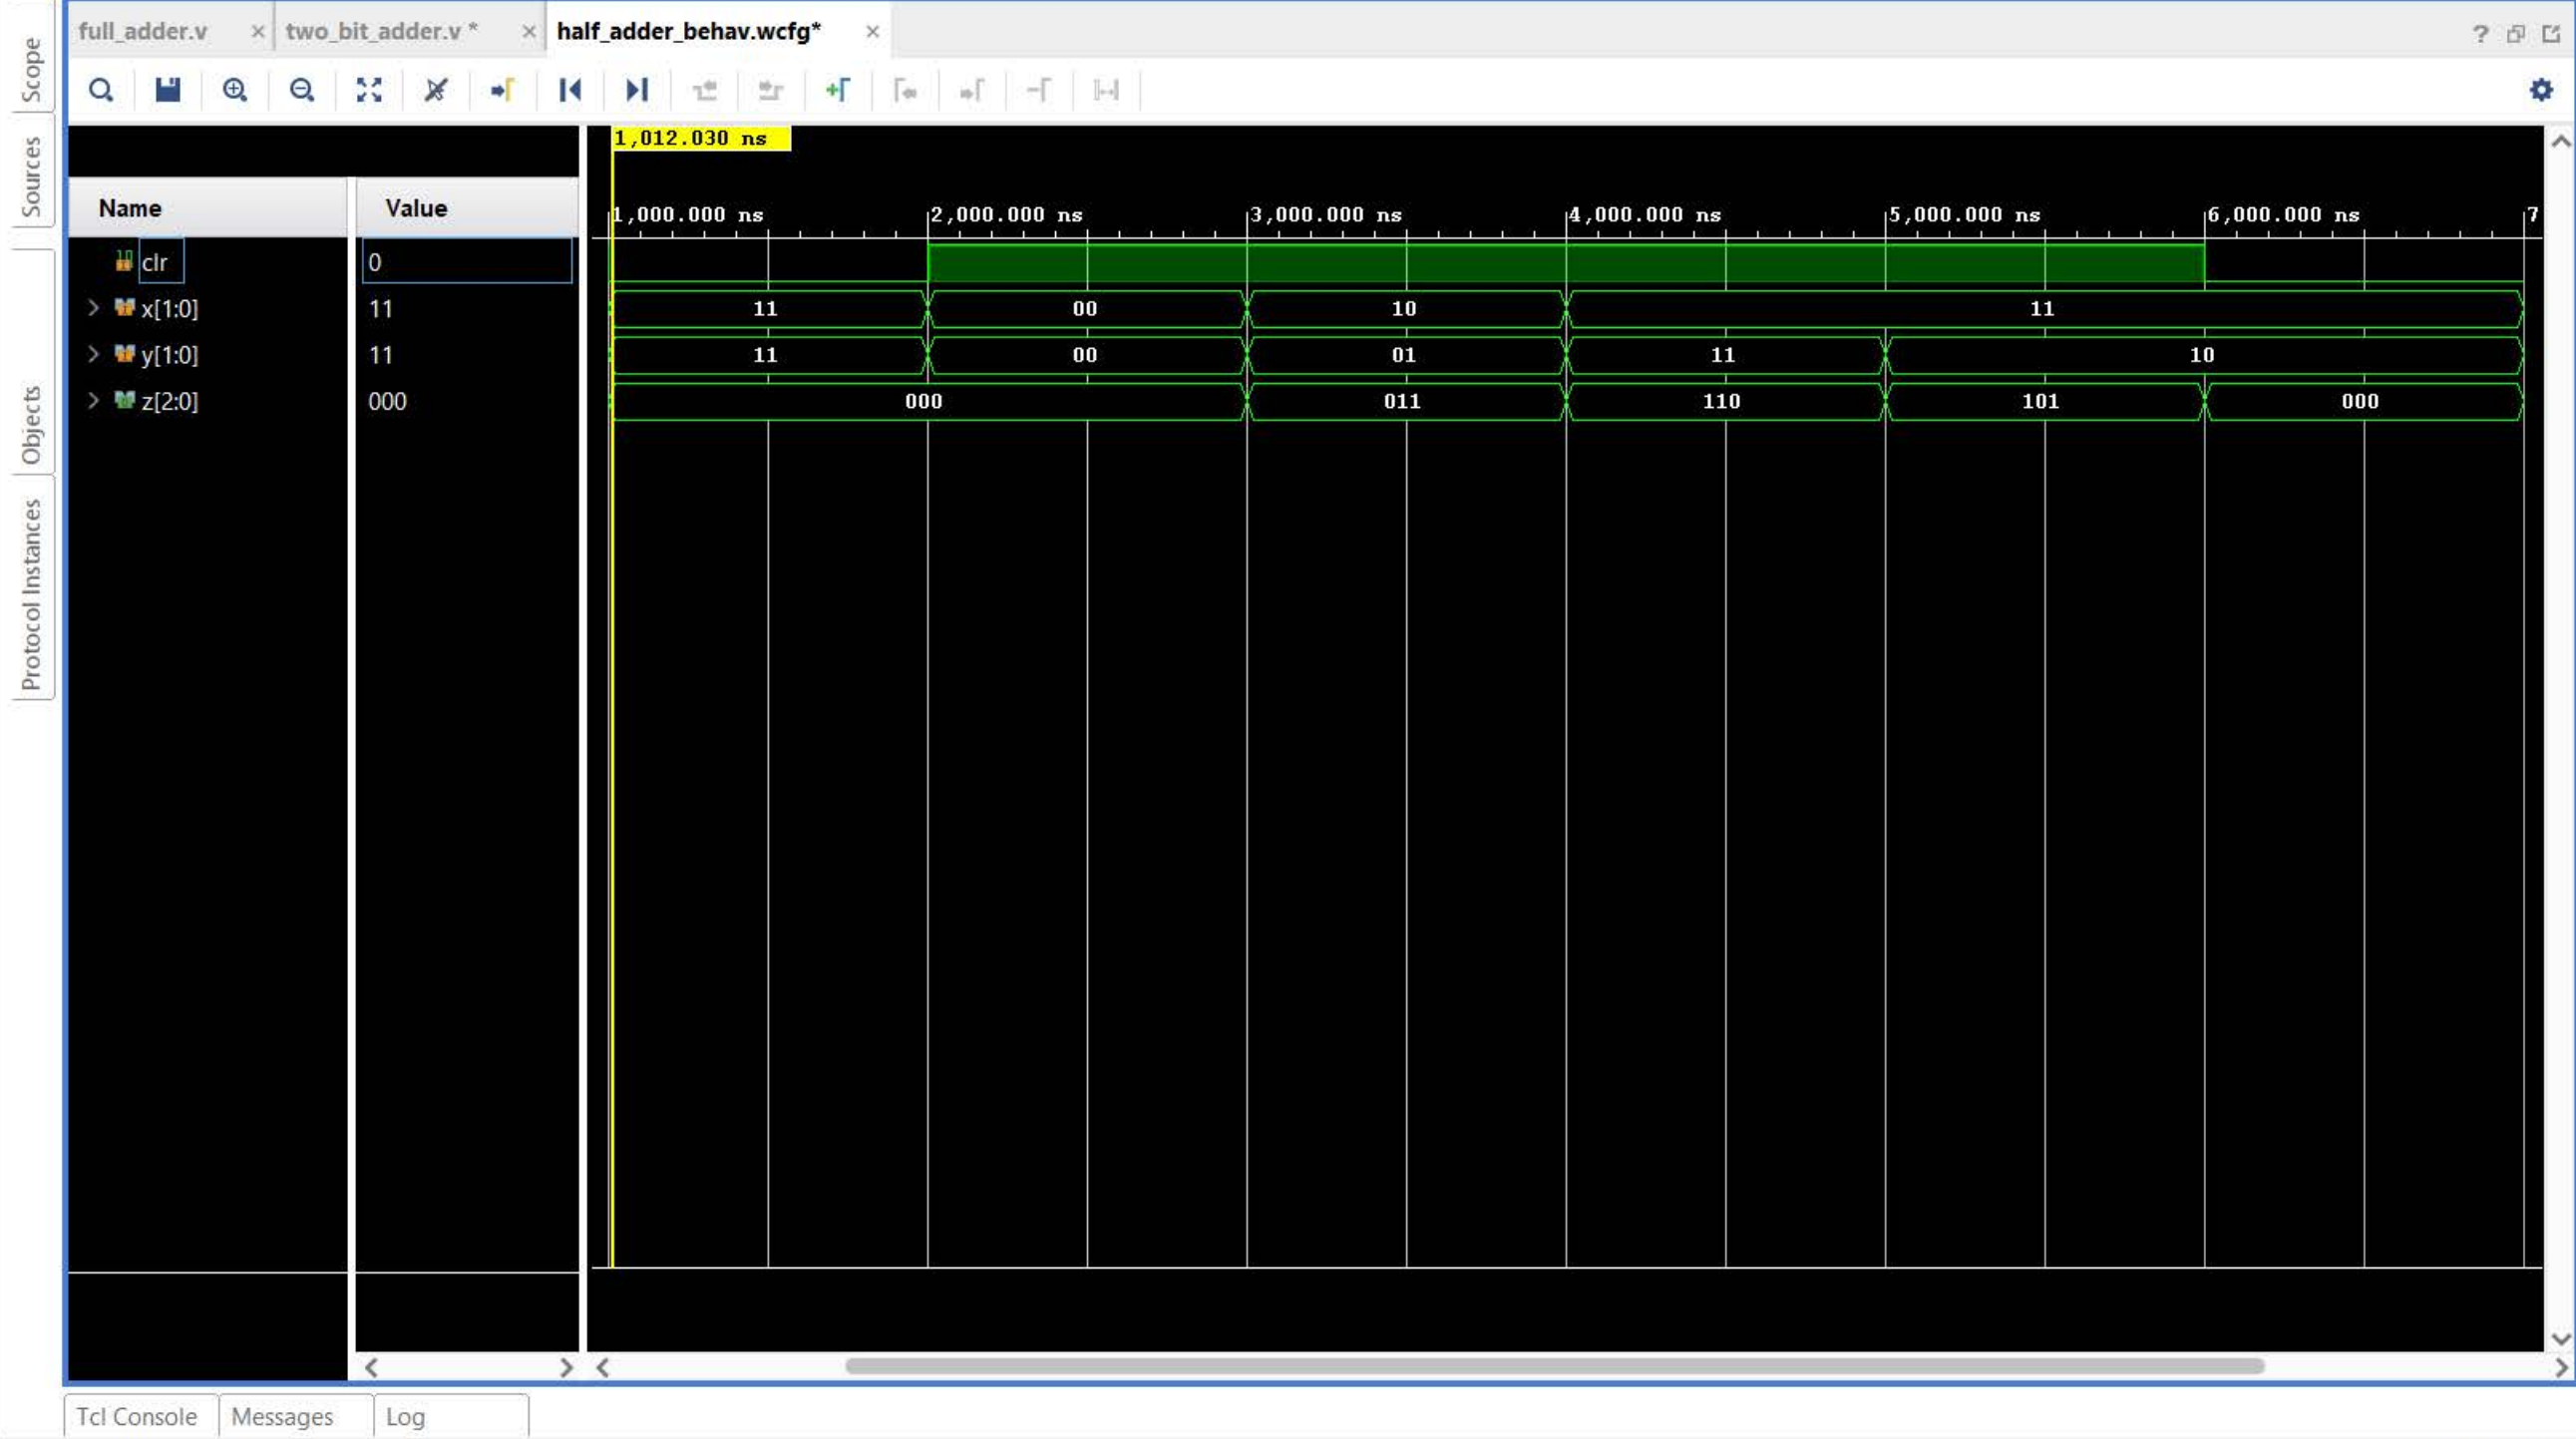 full_adder.v × two_bit_adder.v * × half_adder_behav.wcfg* × ?
Scope
Sources
Objects
Protocol Instances
1,012.030 ns
Name Value
1,000.000 ns 2,000.000 ns 3,000.000 ns 4,000.000 ns 5,000.000 ns 6,000.000 ns 7
clr 0
x[1:0] 11 11 00 10 11
y[1:0] 11 11 00 01 11 10
z[2:0] 000 000 011 110 101 000
Tcl Console Messages Log